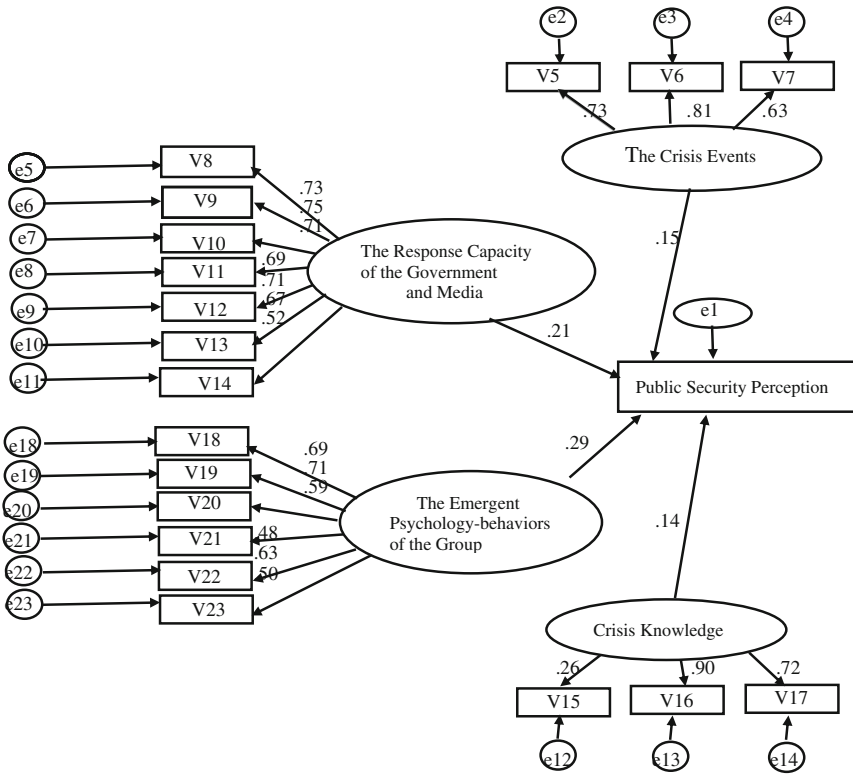 e2
e3
e4
V5
V6
V7
.73
.81
.63
The Crisis Events
.15
e5
V8
e6
V9
e7
V10
e8
V11
e9
V12
e10
V13
e11
V14
.73
.75
.71
.69
.71
.67
.52
The Response Capacity
of the Government
and Media
.21
e1
Public Security Perception
e18
V18
e19
V19
e20
V20
e21
V21
e22
V22
e23
V23
.69
.71
.59
.48
.63
.50
The Emergent
Psychology-behaviors
of the Group
.29
.14
Crisis Knowledge
.26
.90
.72
V15
V16
V17
e12
e13
e14